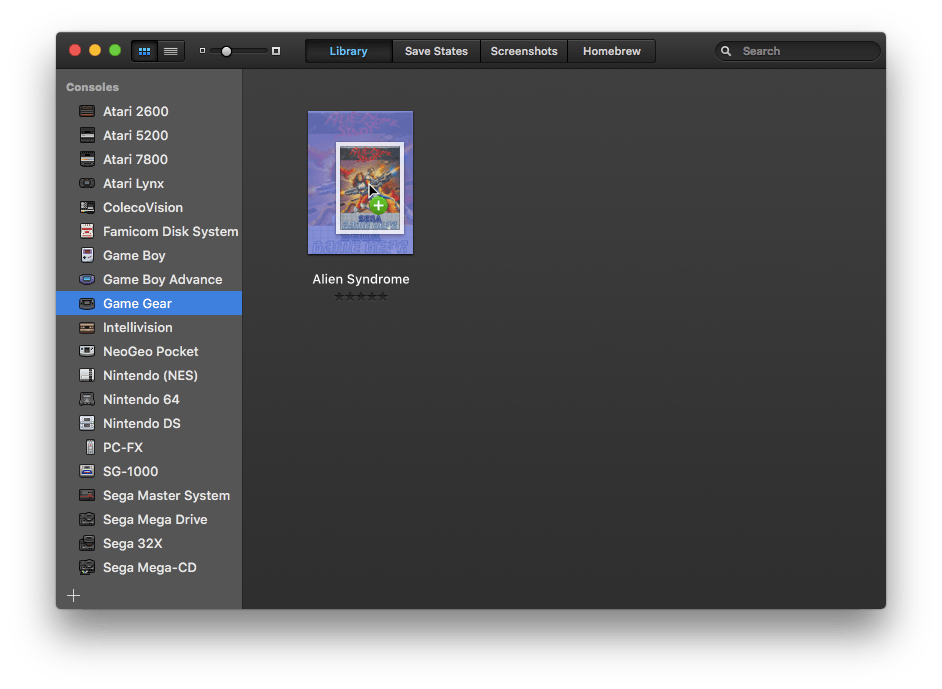 Library
Save States
Screenshots
Homebrew
Search
Consoles
Atari 2600
Atari 5200
Atari 7800
Atari Lynx
ColecoVision
Famicom Disk System
Game Boy
Game Boy Advance
Game Gear
Intellivision
NeoGeo Pocket
Nintendo (NES)
Nintendo 64
Nintendo DS
PC-FX
SG-1000
Sega Master System
Sega Mega Drive
Sega 32X
Sega Mega-CD
SEGA
GAME GEAR
Alien Syndrome